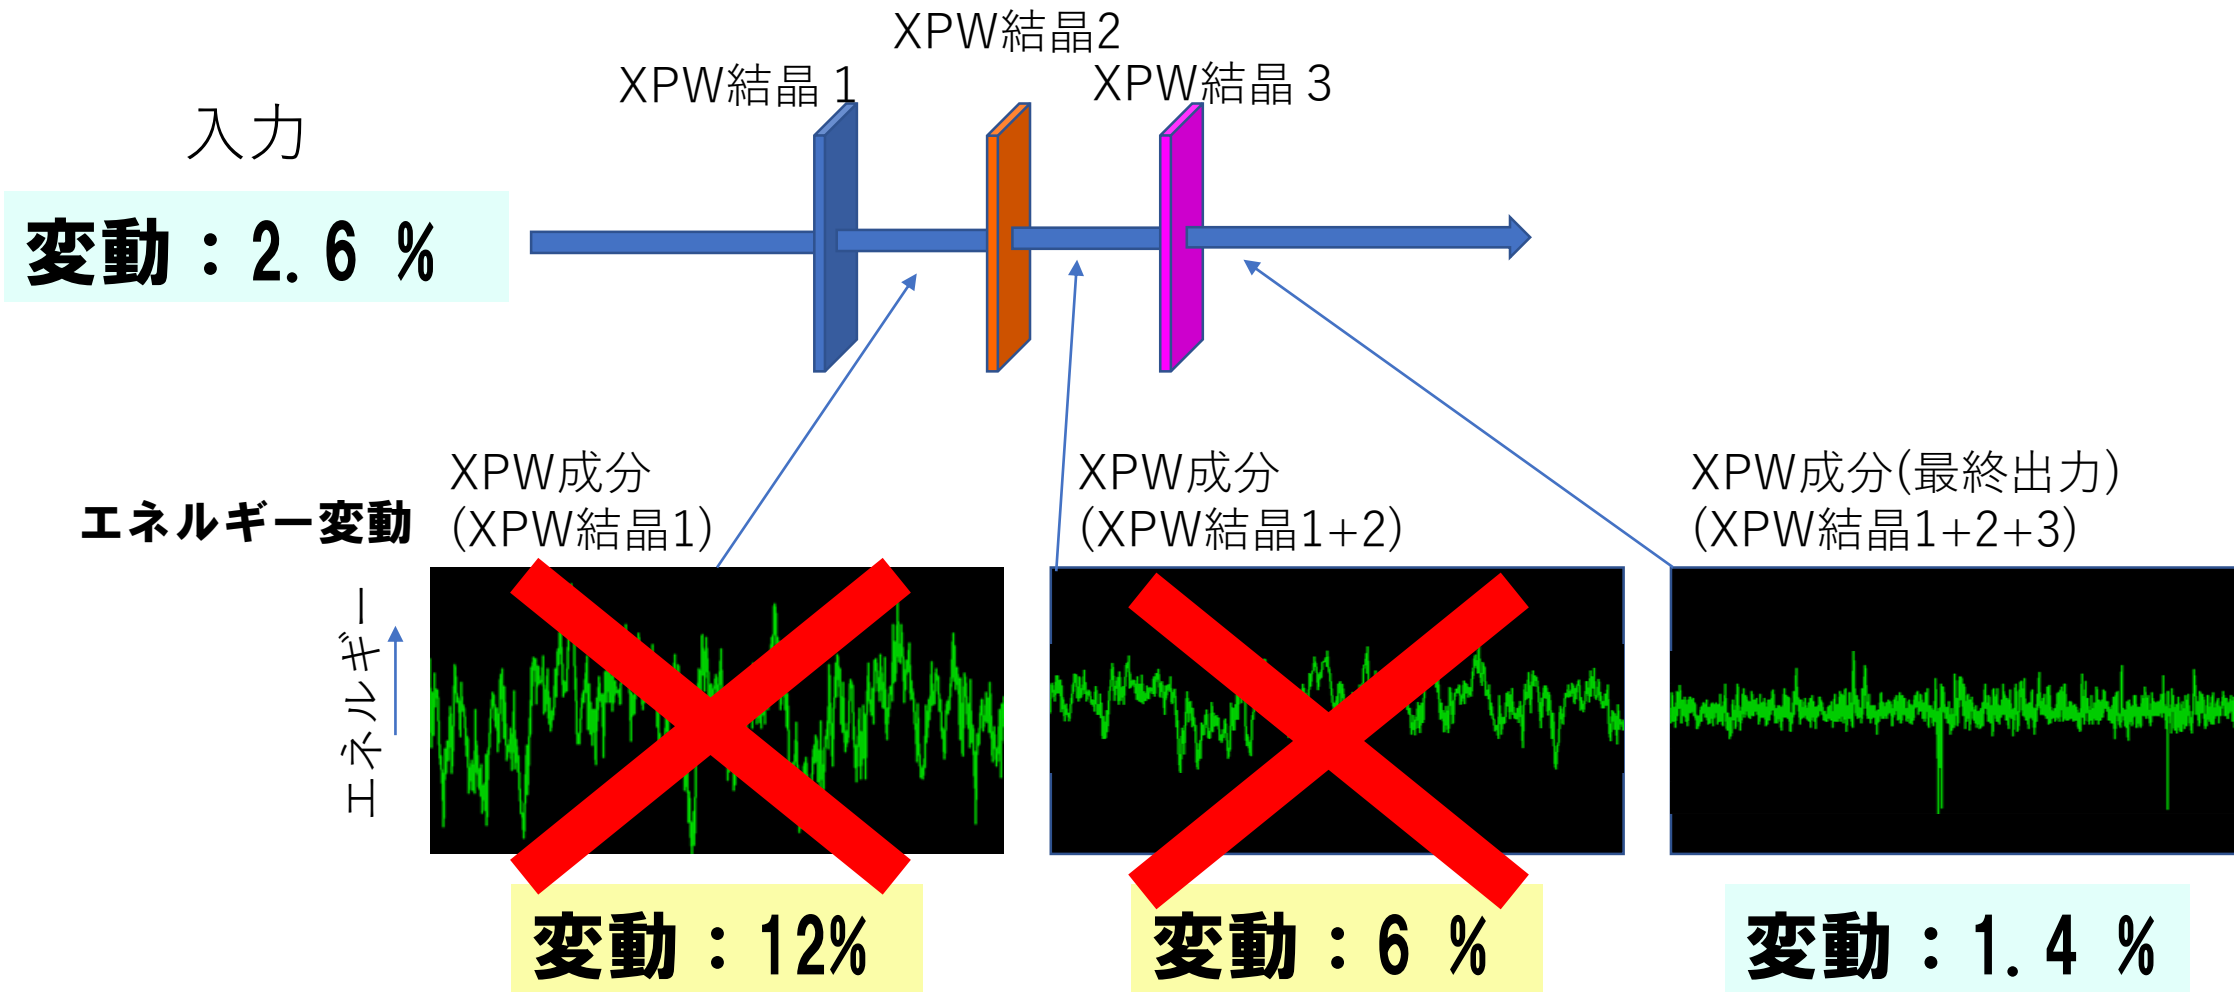 XPW結晶2
XPW結晶 1
XPW結晶 3
入力
変動：2.6 %
エネルギー変動
XPW成分
(XPW結晶1)
XPW成分
(XPW結晶1+2)
XPW成分(最終出力)
(XPW結晶1+2+3)
エネルギー
変動：12%
変動：6 %
変動：1.4 %